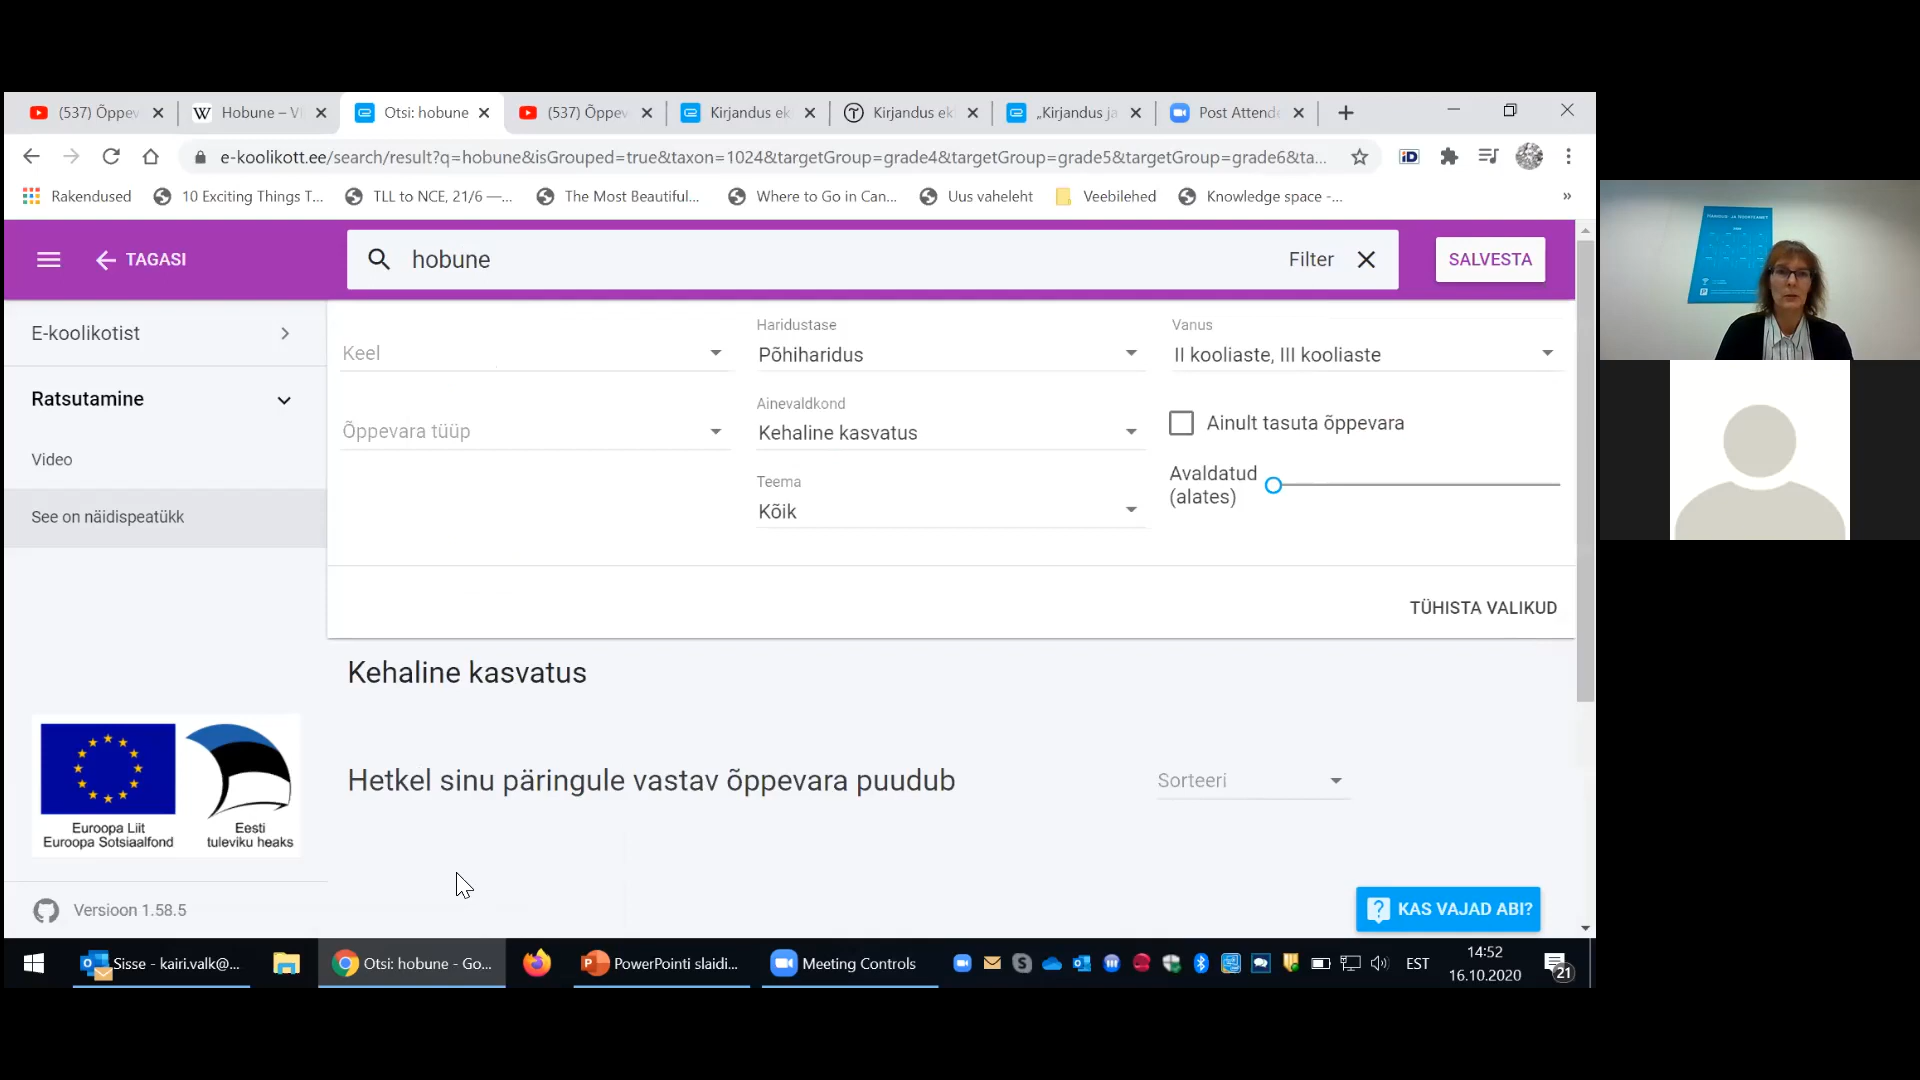 (537) Õppev
Hobune – Vi
Otsi: hobune
(537) Õppev
Kirjandus ek
Kirjandus ek
„Kirjandus ja
Post Attende
e-koolikott.ee/search/result?q=hobune&isGrouped=true&taxon=1024&targetGroup=grade4&targetGroup=grade5&targetGroup=grade6&ta...
Rakendused
10 Exciting Things T...
TLL to NCE, 21/6 —...
The Most Beautiful...
Where to Go in Can...
Uus vaheleht
Veebilehed
Knowledge space -...
TAGASI
hobune
Filter
SALVESTA
E-koolikotist
Ratsutamine
Video
See on näidispeatükk
Keel
Haridustase
Põhiharidus
Vanus
II kooliaste, III kooliaste
Õppevara tüüp
Ainevaldkond
Kehaline kasvatus
Ainult tasuta õppevara
Teema
Kõik
Avaldatud
(alates)
TÜHISTA VALIKUD
Kehaline kasvatus
Hetkel sinu päringule vastav õppevara puudub
Sorteeri
Euroopa Liit
Euroopa Sotsiaalfond
Eesti
tuleviku heaks
Versioon 1.58.5
KAS VAJAD ABI?
Sisse - kairi.valk@...
Otsi: hobune - Go...
PowerPointi slaidi...
Meeting Controls
EST
14:52
16.10.2020
21